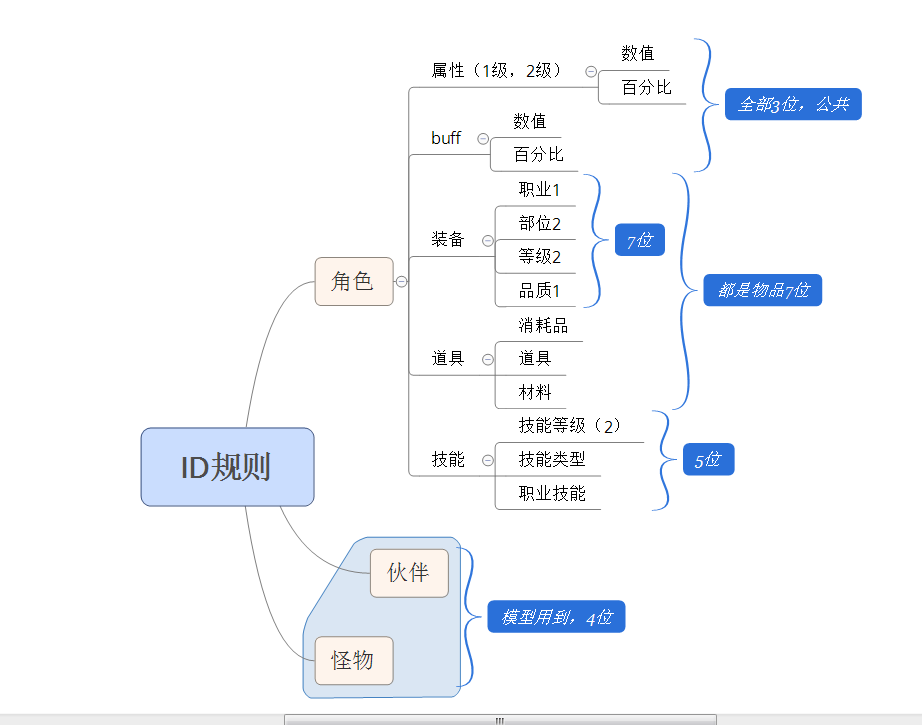 ID规则
角色
属性（1级，2级）
数值
百分比
全部3位，公共
buff
数值
百分比
装备
职业1
部位2
等级2
品质1
7位
都是物品7位
道具
消耗品
道具
材料
技能
技能等级（2）
技能类型
职业技能
5位
伙伴
怪物
模型用到，4位